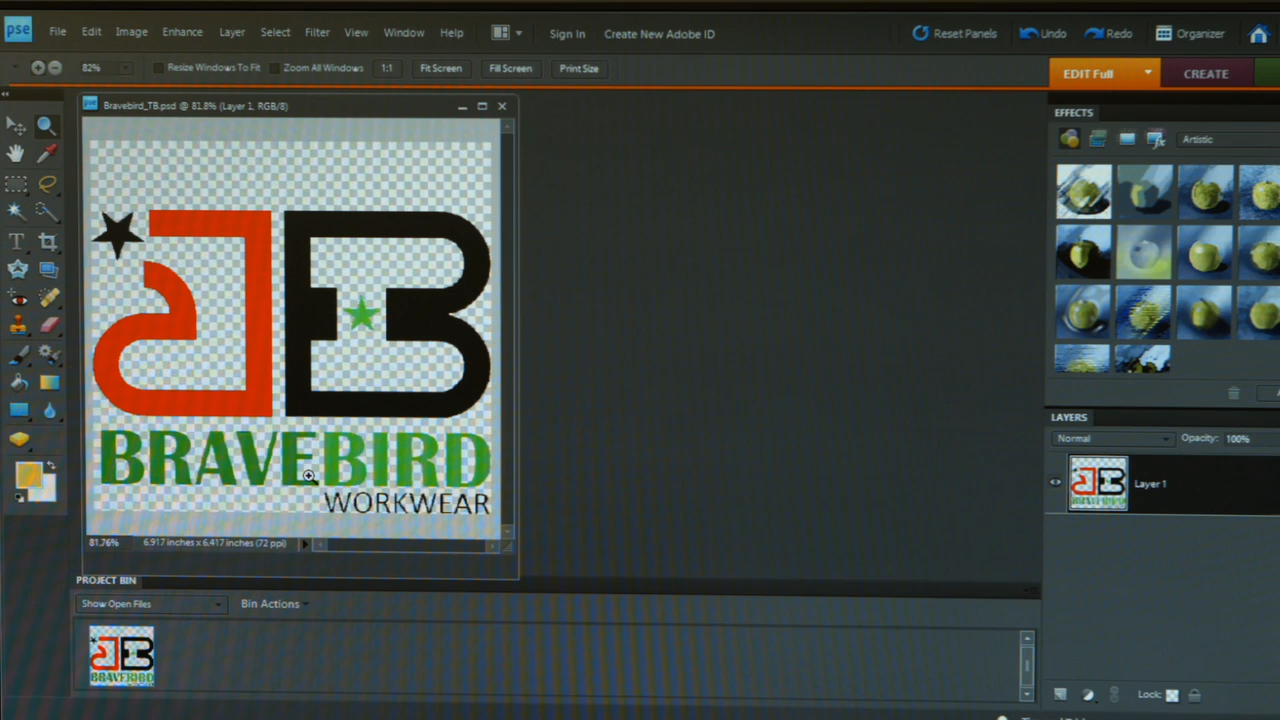 pse File Edit Image Enhance Layer Select Filter View Window Help Sign In Create New Adobe ID Reset Panels Undo Redo Organizer
82% Resize Windows To Fit Zoom All Windows 1:1 Fit Screen Fill Screen Print Size
EDIT Full CREATE
pse Bravebird_TB.psd @ 81.8% (Layer 1, RGB/8)
EFFECTS
Artistic
BRAVEBIRD
WORKWEAR
81.76% 6.917 inches x 6.417 inches (72 ppi)
LAYERS
Normal Opacity: 100%
BRAVEBIRD
Layer 1
PROJECT BIN
Show Open Files Bin Actions
BRAVEBIRD
Lock: